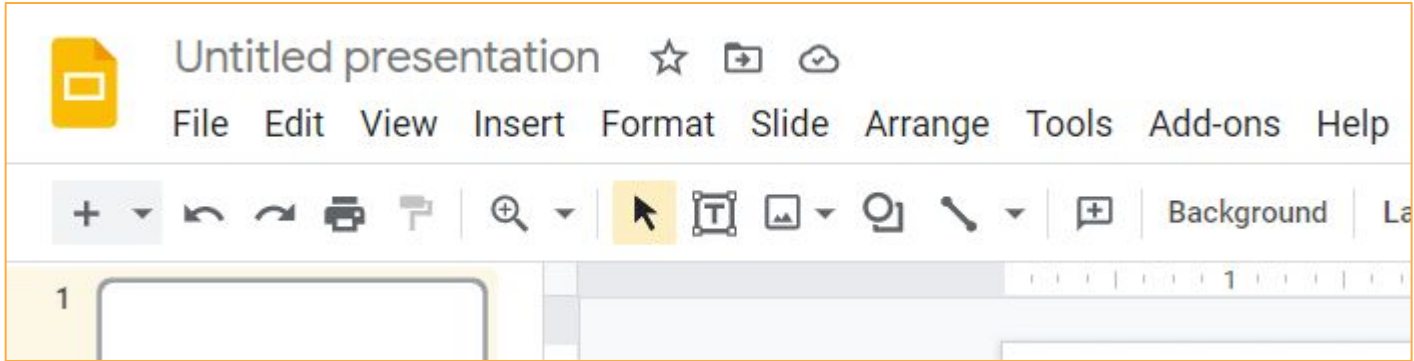 Untitled presentation
File Edit View Insert Format Slide Arrange Tools Add-ons Help
Background
1
1